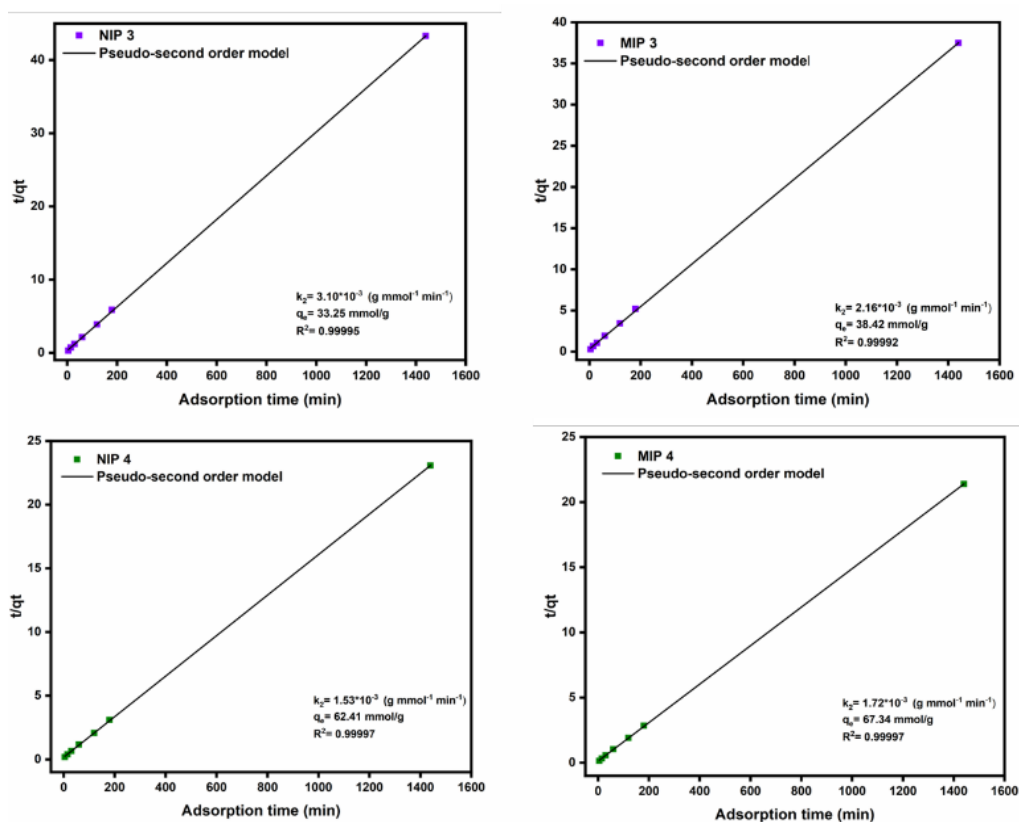 NIP 3
Pseudo-second order model
t/qt
40
30
20
10
0
k₂= 3.10*10⁻³ (g mmol⁻¹ min⁻¹)
qₑ= 33.25 mmol/g
R²= 0.99995
0 200 400 600 800 1000 1200 1400 1600
Adsorption time (min)
MIP 3
Pseudo-second order model
t/qt
40
35
30
25
20
15
10
5
0
k₂= 2.16*10⁻³ (g mmol⁻¹ min⁻¹)
qₑ= 38.42 mmol/g
R²= 0.99992
0 200 400 600 800 1000 1200 1400 1600
Adsorption time (min)
NIP 4
Pseudo-second order model
t/qt
25
20
15
10
5
0
k₂= 1.53*10⁻³ (g mmol⁻¹ min⁻¹)
qₑ= 62.41 mmol/g
R²= 0.99997
0 200 400 600 800 1000 1200 1400 1600
Adsorption time (min)
MIP 4
Pseudo-second order model
t/qt
25
20
15
10
5
0
k₂= 1.72*10⁻³ (g mmol⁻¹ min⁻¹)
qₑ= 67.34 mmol/g
R²= 0.99997
0 200 400 600 800 1000 1200 1400 1600
Adsorption time (min)